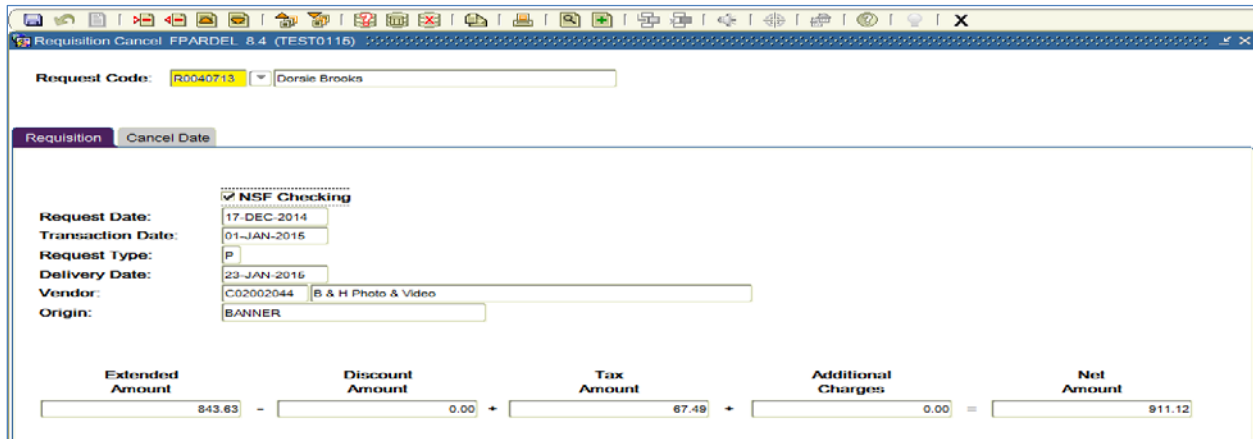 Requisition Cancel FPARDEL 8.4 (TEST0115)
Request Code: R0040713 Dorsie Brooks
Requisition Cancel Date
NSF Checking
Request Date: 17-DEC-2014
Transaction Date: 01-JAN-2015
Request Type: P
Delivery Date: 23-JAN-2015
Vendor: C02002044 B & H Photo & Video
Origin: BANNER
Extended Discount Tax Additional Net
Amount Amount Amount Charges Amount
843.63 - 0.00 + 67.49 + 0.00 = 911.12